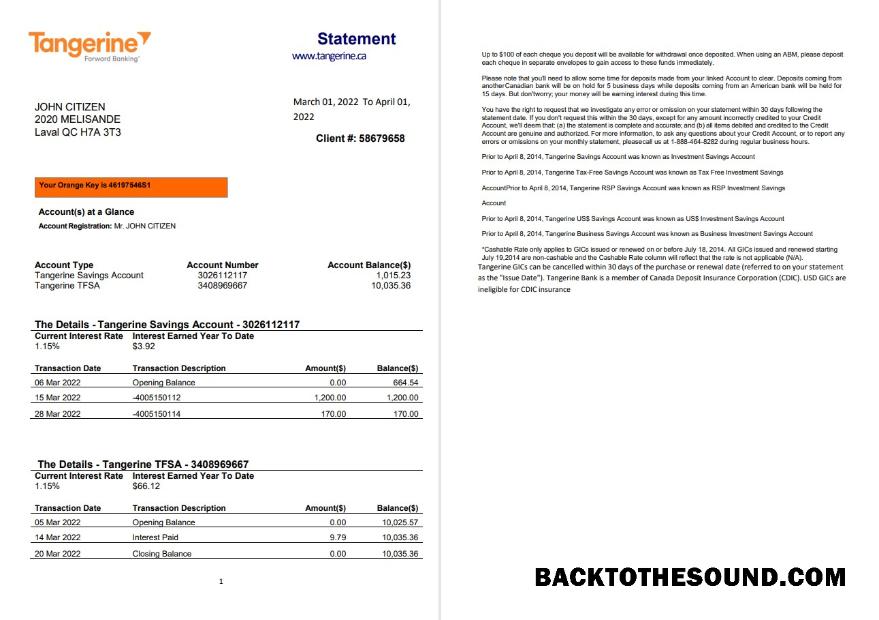 Tangerine
Forward Banking
Statement
www.tangerine.ca
JOHN CITIZEN
2020 MELISANDE
Laval QC H7A 3T3
March 01, 2022 To April 01,
2022
Client #: 58679658
Your Orange Key is 46197546S1
Account(s) at a Glance
Account Registration: Mr. JOHN CITIZEN
Account Type Account Number Account Balance($)
Tangerine Savings Account 3026112117 1,015.23
Tangerine TFSA 3408969667 10,035.36
The Details - Tangerine Savings Account - 3026112117
Current Interest Rate Interest Earned Year To Date
1.15% $3.92
Transaction Date Transaction Description Amount($) Balance($)
06 Mar 2022 Opening Balance 0.00 664.54
15 Mar 2022 -4005150112 1,200.00 1,200.00
28 Mar 2022 -4005150114 170.00 170.00
The Details - Tangerine TFSA - 3408969667
Current Interest Rate Interest Earned Year To Date
1.15% $66.12
Transaction Date Transaction Description Amount($) Balance($)
05 Mar 2022 Opening Balance 0.00 10,025.57
14 Mar 2022 Interest Paid 9.79 10,035.36
20 Mar 2022 Closing Balance 0.00 10,035.36
1
Up to $100 of each cheque you deposit will be available for withdrawal once deposited. When using an ABM, please deposit
each cheque in separate envelopes to gain access to these funds immediately.
Please note that you'll need to allow some time for deposits made from your linked Account to clear. Deposits coming from
anotherCanadian bank will be on hold for 5 business days while deposits coming from an American bank will be held for
15 days. But don'tworry; your money will be earning interest during this time.
You have the right to request that we investigate any error or omission on your statement within 30 days following the
statement date. If you don't request this within the 30 days, except for any amount incorrectly credited to your Credit
Account, we'll deem that: (a) the statement is complete and accurate; and (b) all items debited and credited to the Credit
Account are genuine and authorized. For more information, to ask any questions about your Credit Account, or to report any
errors or omissions on your monthly statement, pleasecall us at 1-888-464-8282 during regular business hours.
Prior to April 8, 2014, Tangerine Savings Account was known as Investment Savings Account
Prior to April 8, 2014, Tangerine Tax-Free Savings Account was known as Tax Free Investment Savings
AccountPrior to April 8, 2014, Tangerine RSP Savings Account was known as RSP Investment Savings
Account
Prior to April 8, 2014, Tangerine US$ Savings Account was known as US$ Investment Savings Account
Prior to April 8, 2014, Tangerine Business Savings Account was known as Business Investment Savings Account
*Cashable Rate only applies to GICs issued or renewed on or before July 18, 2014. All GICs issued and renewed starting
July 19,2014 are non-cashable and the Cashable Rate column will reflect that the rate is not applicable (N/A).
Tangerine GICs can be cancelled within 30 days of the purchase or renewal date (referred to on your statement
as the "Issue Date"). Tangerine Bank is a member of Canada Deposit Insurance Corporation (CDIC). USD GICs are
ineligible for CDIC insurance
BACKTOTHESOUND.COM